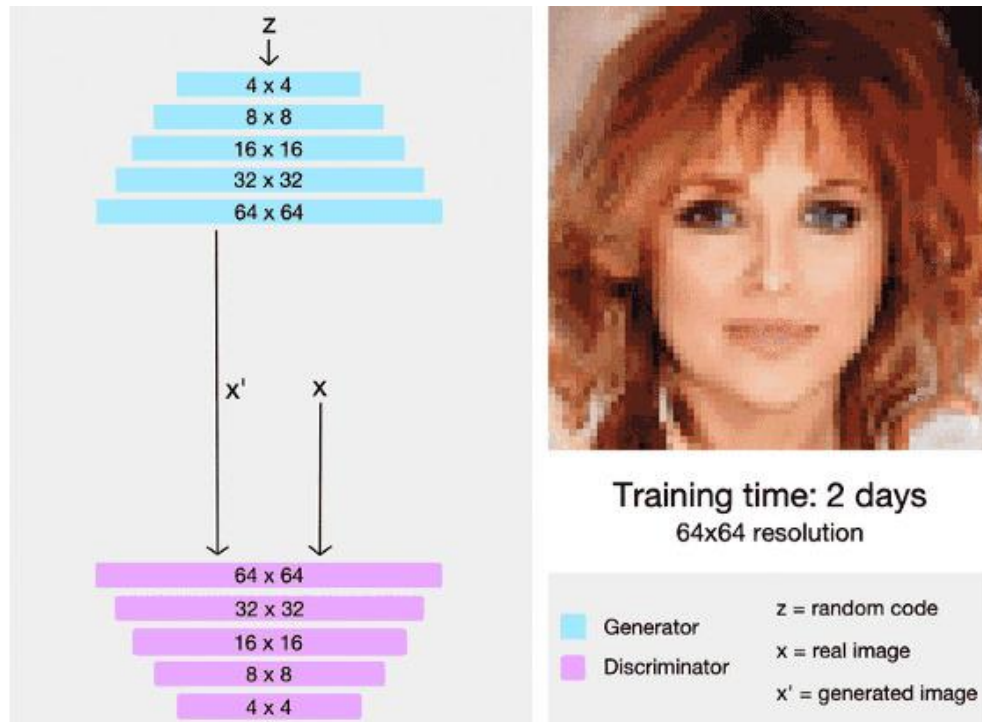 z
4 x 4
8 x 8
16 x 16
32 x 32
64 x 64
x'
x
64 x 64
32 x 32
16 x 16
8 x 8
4 x 4
Training time: 2 days
64x64 resolution
Generator
Discriminator
z = random code
x = real image
x' = generated image